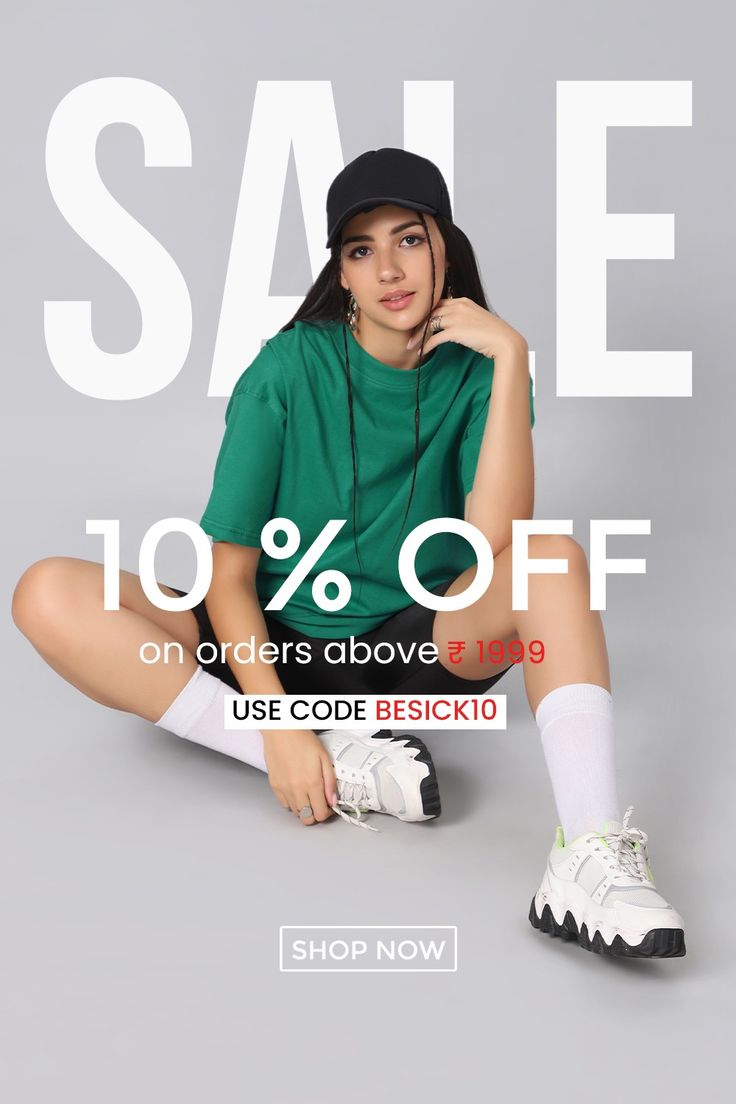 SALE
10 % OFF
on orders above ₹ 1999
USE CODE BESICK10
SHOP NOW